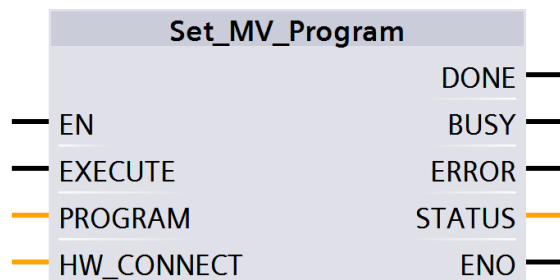 Set_MV_Program
DONE
EN BUSY
EXECUTE ERROR
PROGRAM STATUS
HW_CONNECT ENO